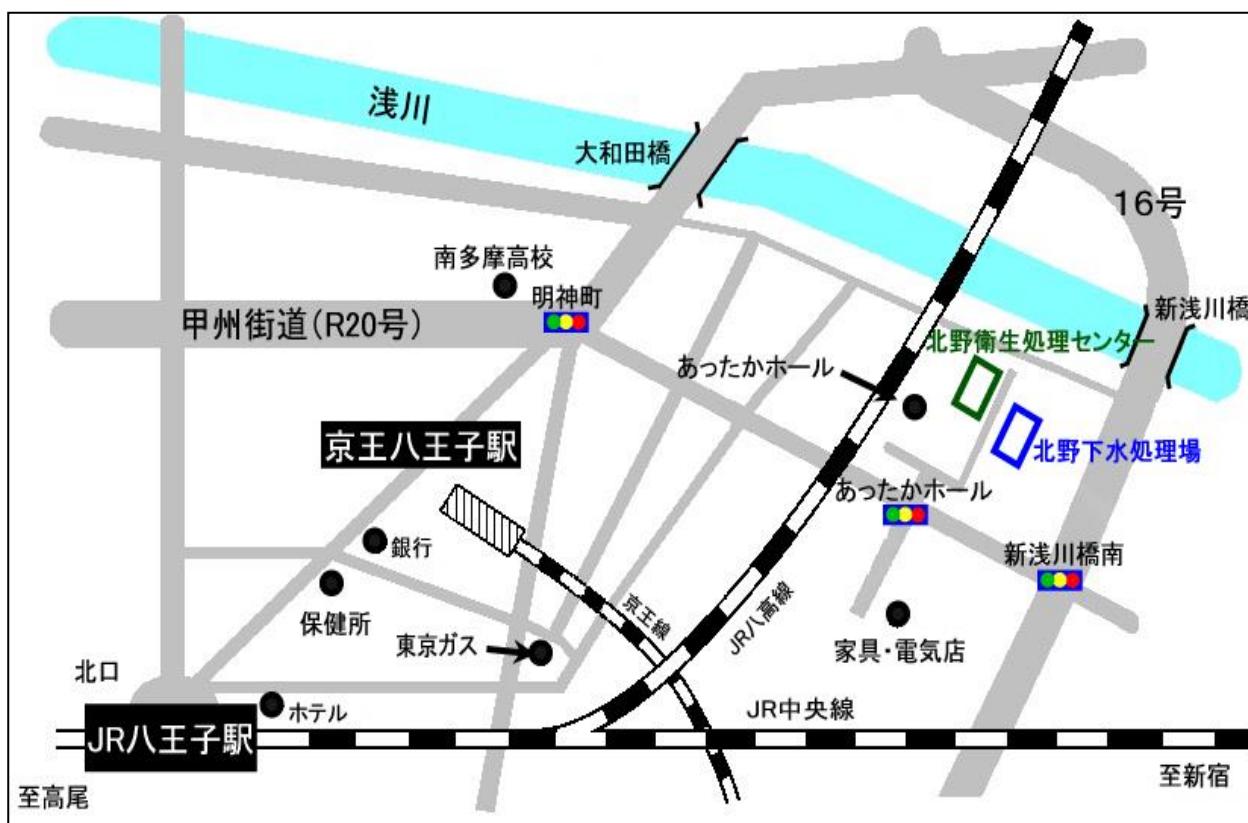 浅川
大和田橋
16号
南多摩高校
明神町
甲州街道(R20号)
新浅川橋
北野衛生処理センター
あったかホール
京王八王子駅
北野下水処理場
あったかホール
銀行
新浅川橋南
保健所
京王線
JR八高線
東京ガス
家具・電気店
北口
ホテル
JR中央線
JR八王子駅
至新宿
至高尾